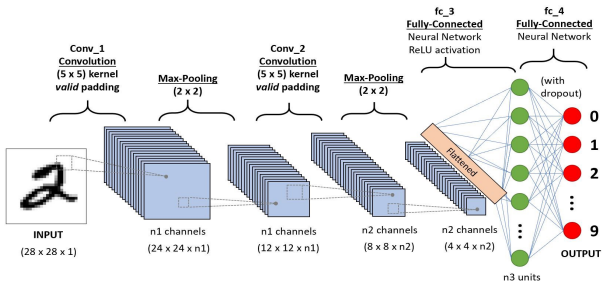 fc_3
Fully-Connected
Neural Network
ReLU activation
fc_4
Fully-Connected
Neural Network
Conv_1
Convolution
(5 x 5) kernel
valid padding
Max-Pooling
(2 x 2)
Conv_2
Convolution
(5 x 5) kernel
valid padding
Max-Pooling
(2 x 2)
(with
dropout)
Flattened
0
1
2
9
INPUT
(28 x 28 x 1)
n1 channels
(24 x 24 x n1)
n1 channels
(12 x 12 x n1)
n2 channels
(8 x 8 x n2)
n2 channels
(4 x 4 x n2)
n3 units
OUTPUT
2